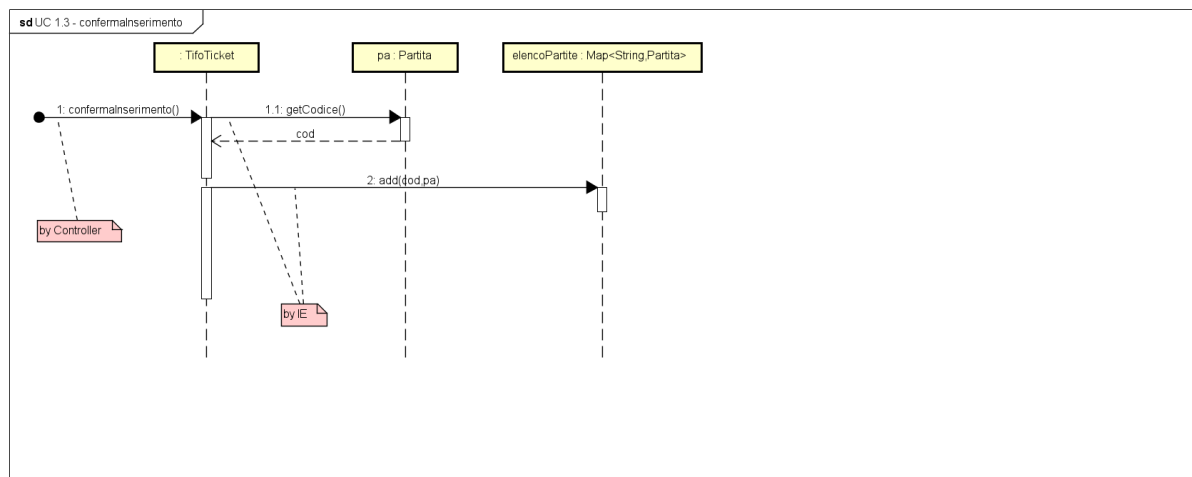 sd UC 1.3 - confermaInserimento
: TifoTicket
pa : Partita
elencoPartite : Map<String,Partita>
1: confermaInserimento()
1.1: getCodice()
cod
2: add(cod,pa)
by Controller
by IE